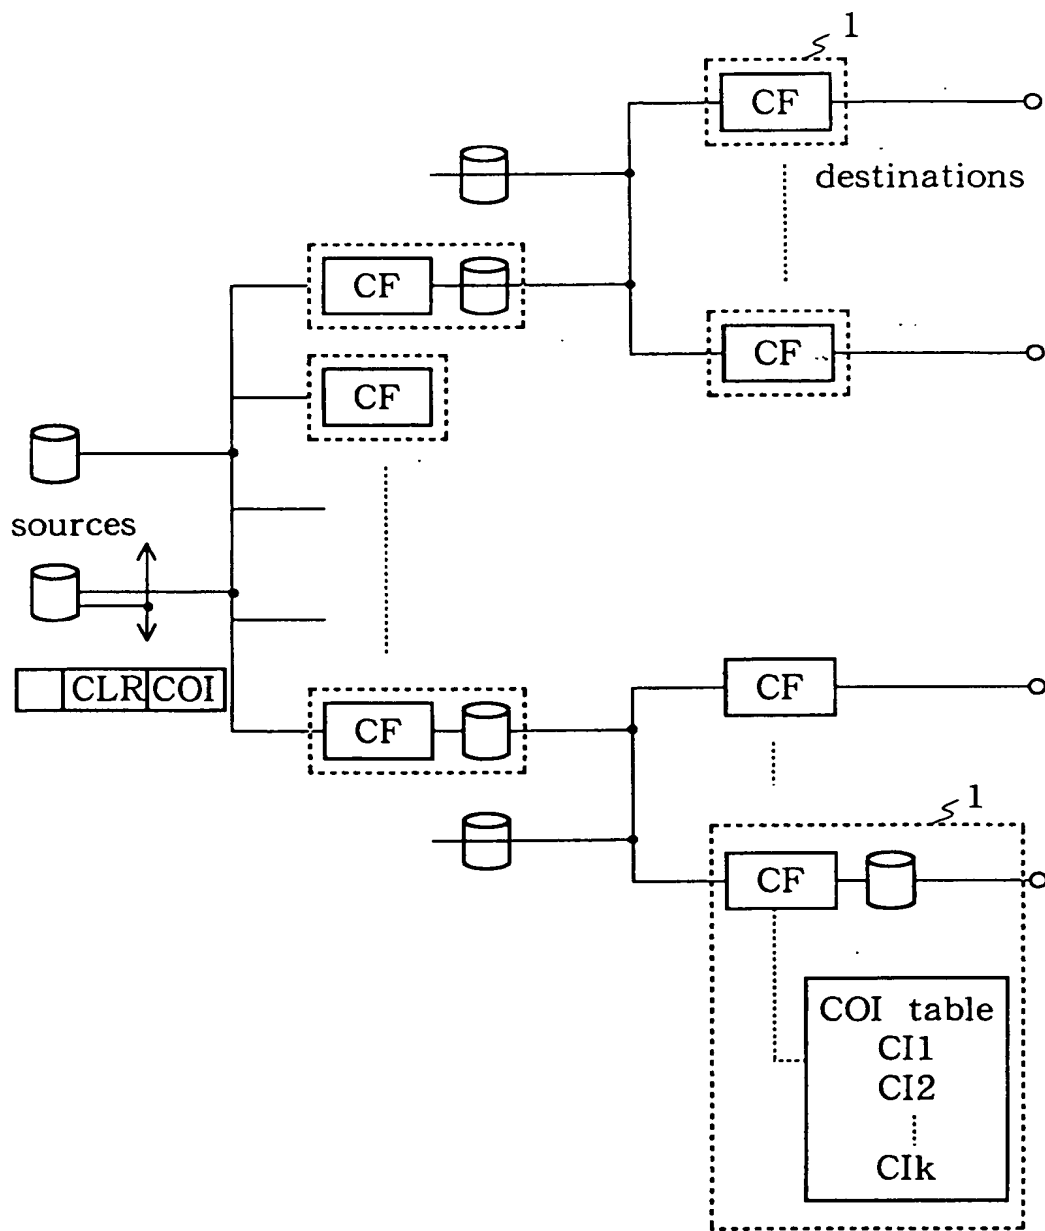 1
CF
destinations
CF
CF
CF
sources
CLR COI
CF
CF
1
CF
COI table
CI1
CI2
CIk